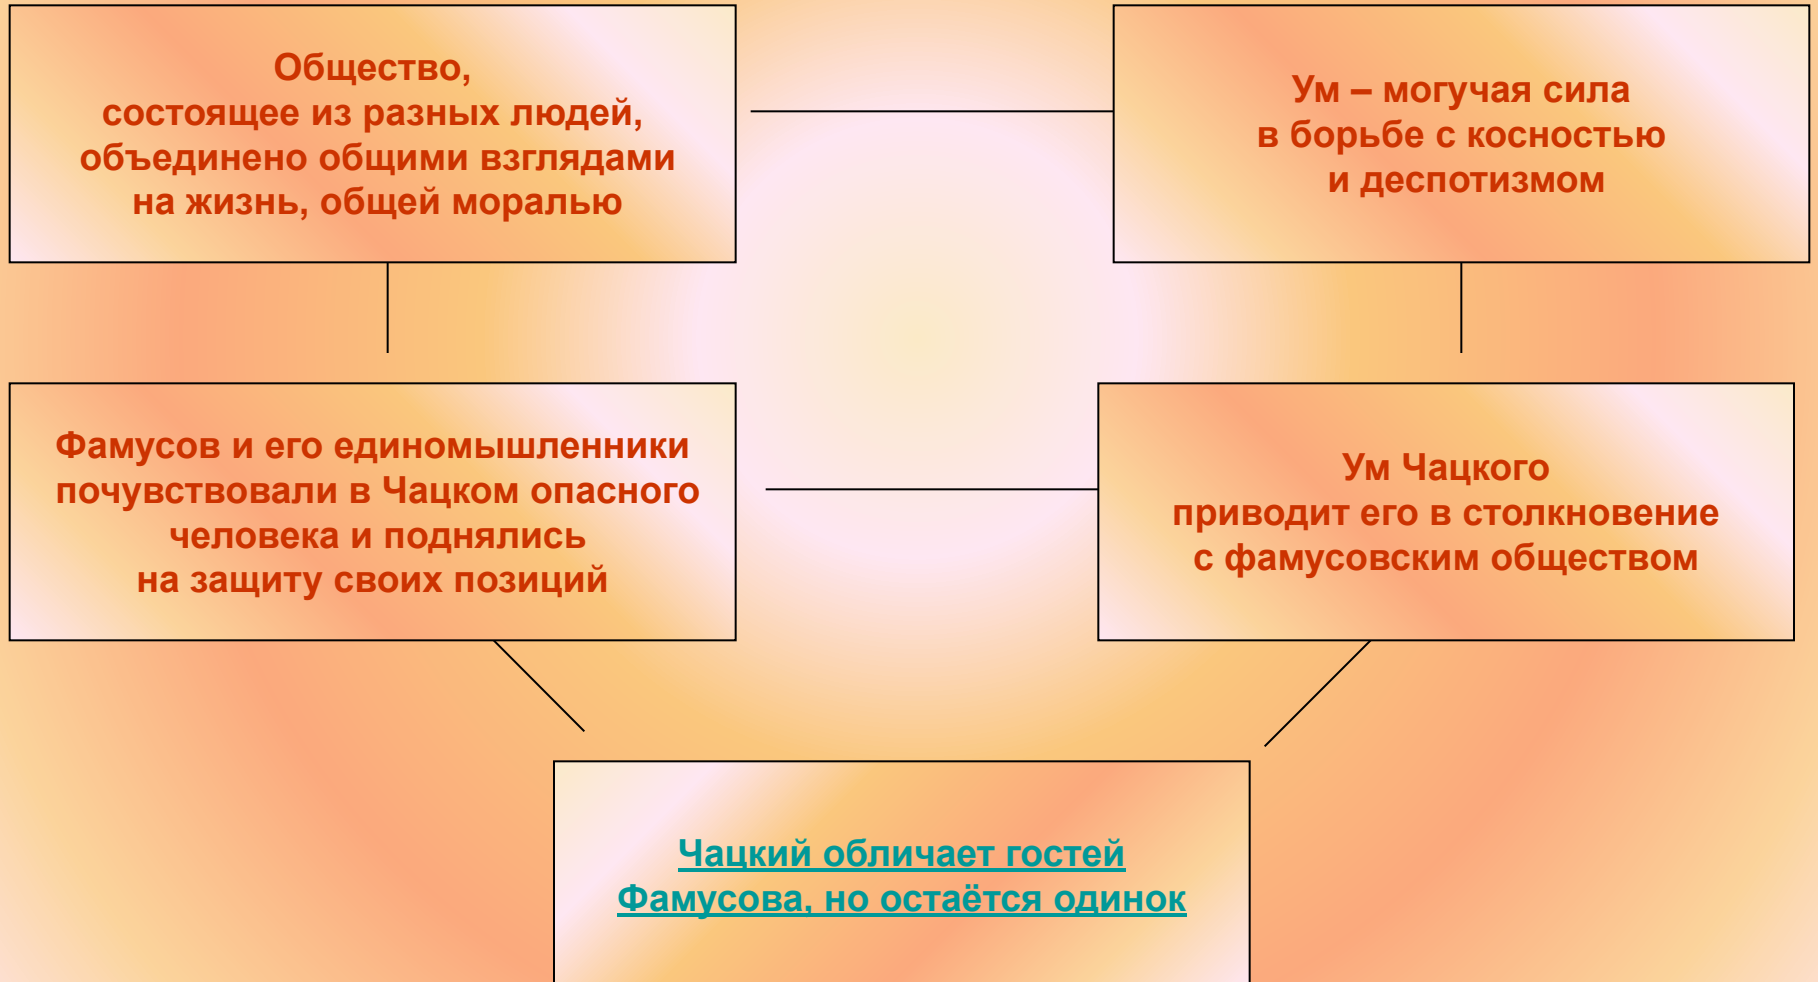 Общество,
состоящее из разных людей,
объединено общими взглядами
на жизнь, общей моралью
Ум – могучая сила
в борьбе с косностью
и деспотизмом
Фамусов и его единомышленники
почувствовали в Чацком опасного
человека и поднялись
на защиту своих позиций
Ум Чацкого
приводит его в столкновение
с фамусовским обществом
Чацкий обличает гостей
Фамусова, но остаётся одинок